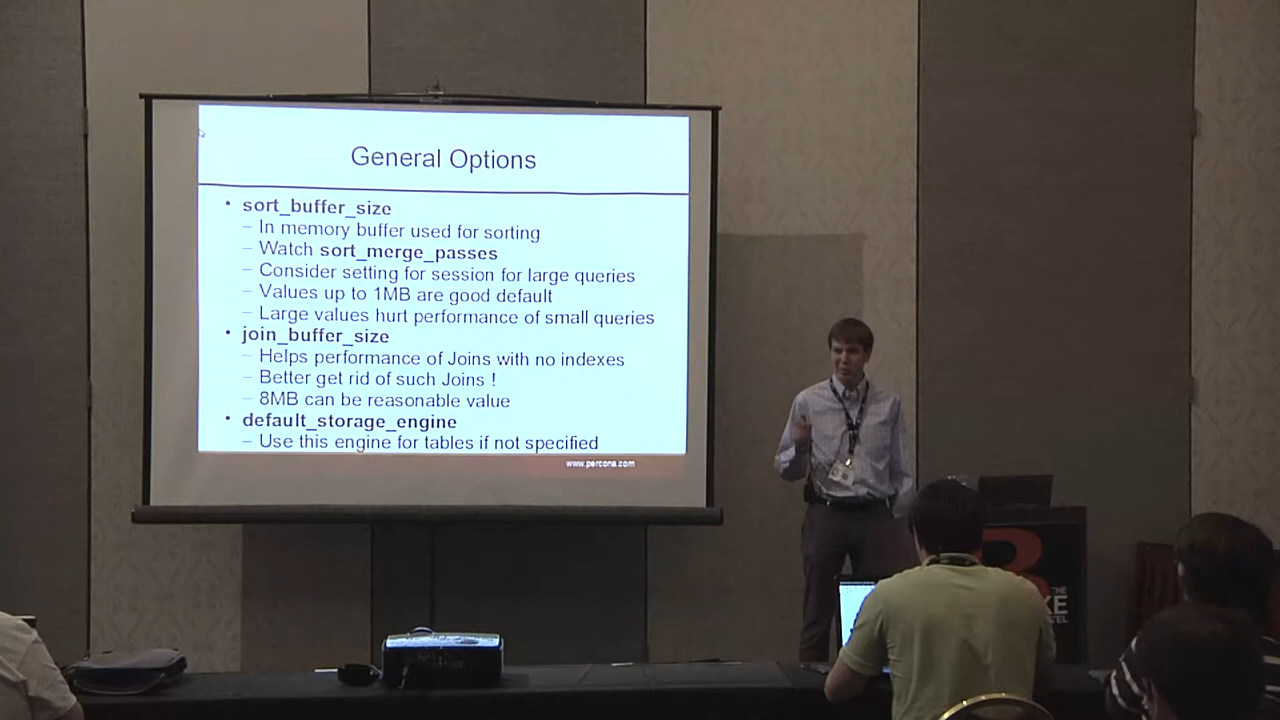 General Options
• sort_buffer_size
– In memory buffer used for sorting
– Watch sort_merge_passes
– Consider setting for session for large queries
– Values up to 1MB are good default
– Large values hurt performance of small queries
• join_buffer_size
– Helps performance of Joins with no indexes
– Better get rid of such Joins !
– 8MB can be reasonable value
• default_storage_engine
– Use this engine for tables if not specified
www.percona.com
THE